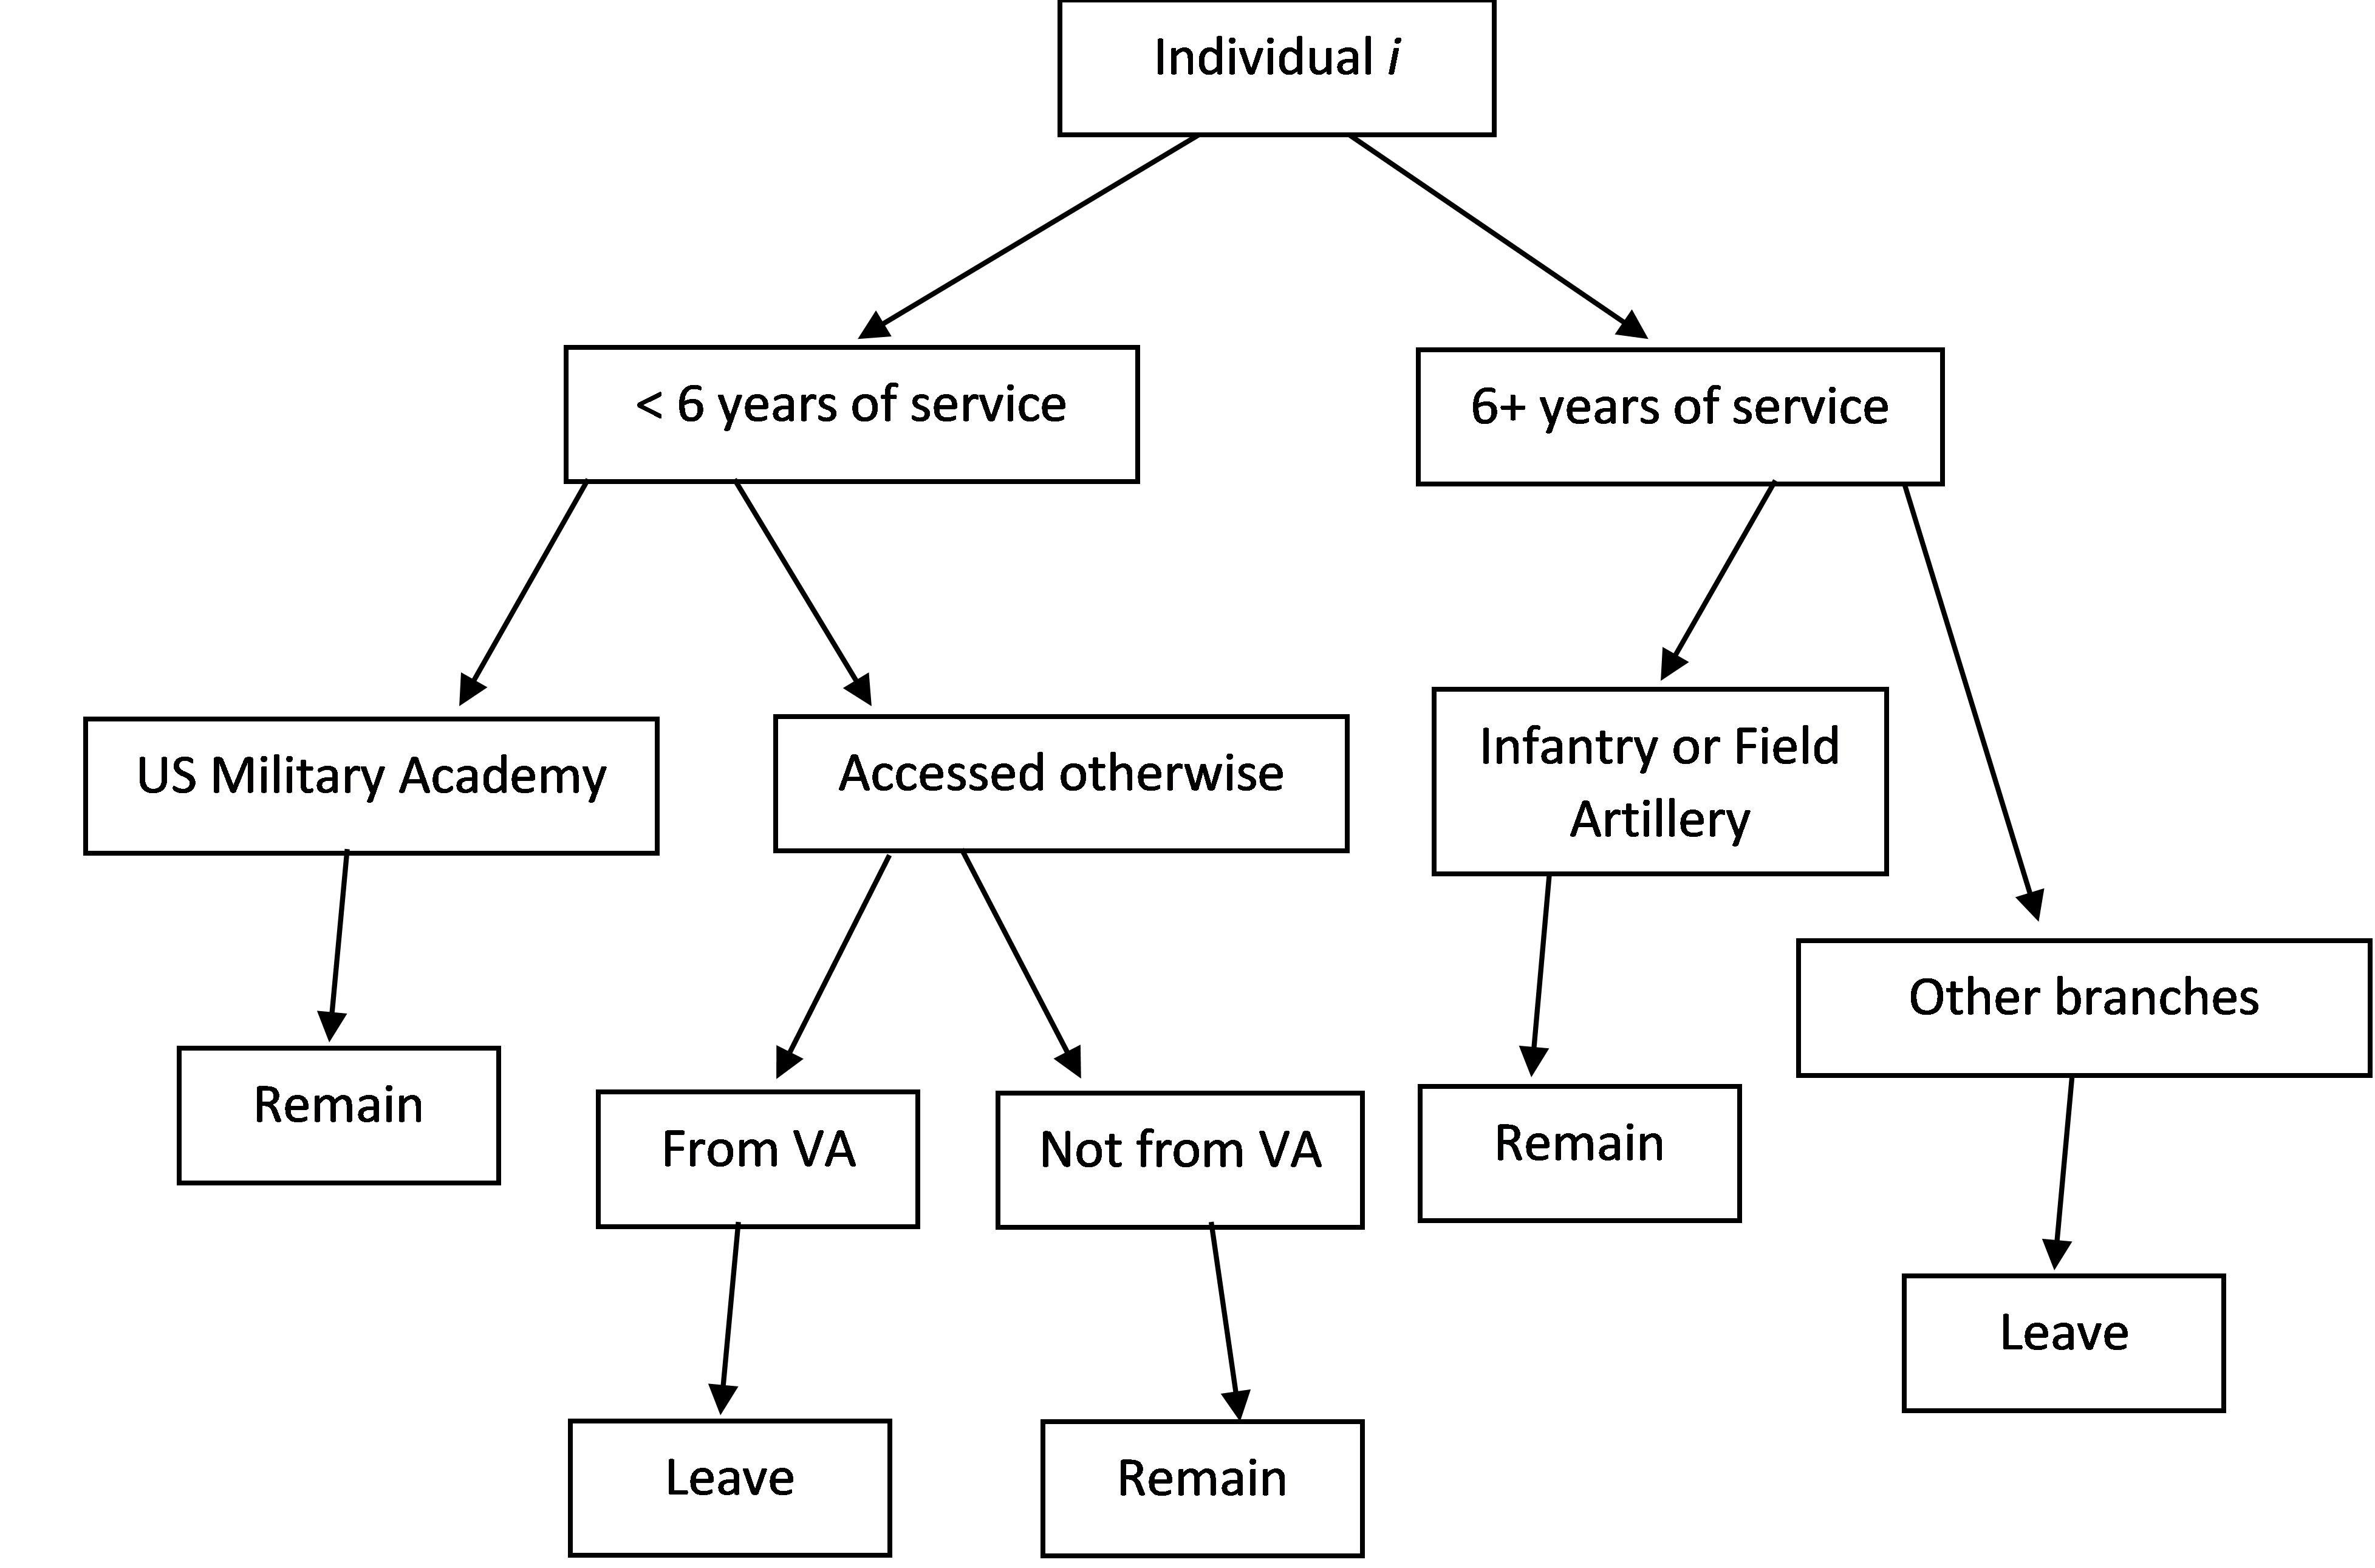 Individual i
< 6 years of service
6+ years of service
US Military Academy
Accessed otherwise
Infantry or Field
Artillery
Other branches
Remain
From VA
Not from VA
Remain
Leave
Leave
Remain